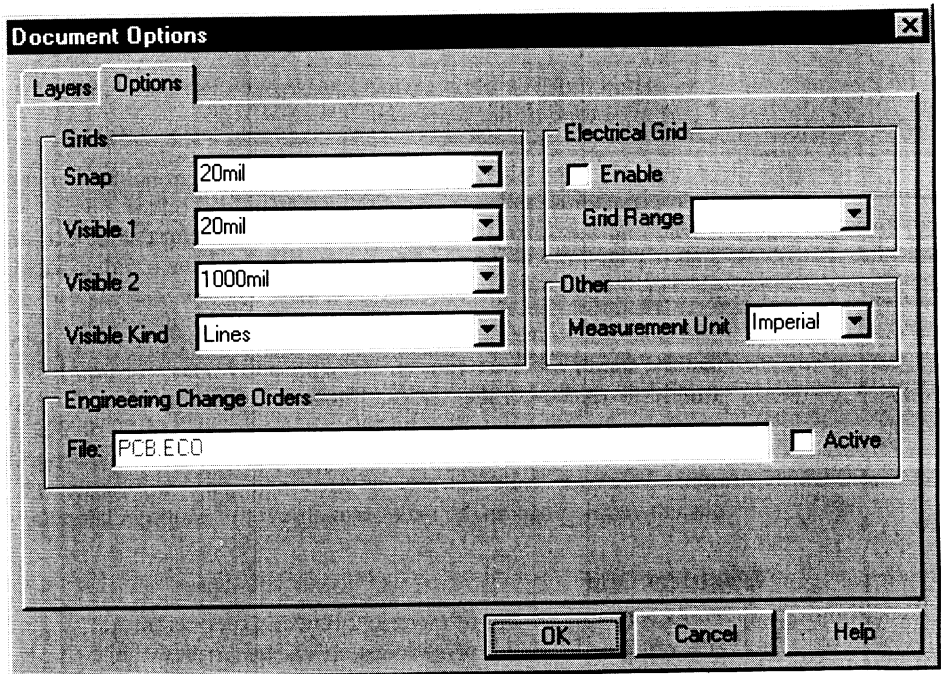 Document Options
Layers Options
Grids
Snap 20mil
Visible 1 20mil
Visible 2 1000mil
Visible Kind Lines
Electrical Grid
Enable
Grid Range
Other
Measurement Unit Imperial
Engineering Change Orders
File: PCB.ECO Active
OK Cancel Help